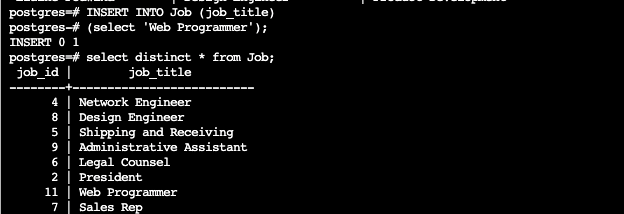 postgres=# INSERT INTO Job (job_title)
postgres-# (select 'Web Programmer');
INSERT 0 1
postgres=# select distinct * from Job;
job_id | job_title
--------+--------------------------
4 | Network Engineer
8 | Design Engineer
5 | Shipping and Receiving
9 | Administrative Assistant
6 | Legal Counsel
2 | President
11 | Web Programmer
7 | Sales Rep